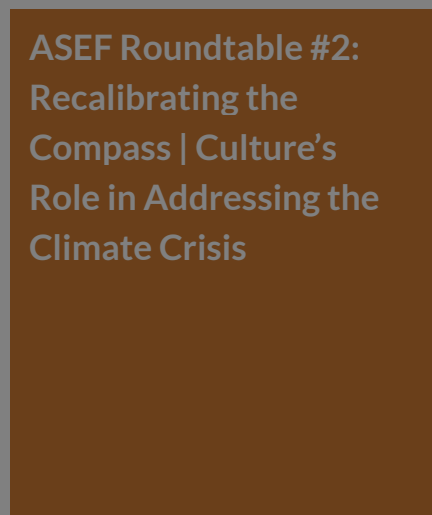 ASEF Roundtable #2:
Recalibrating the
Compass | Culture’s
Role in Addressing the
Climate Crisis